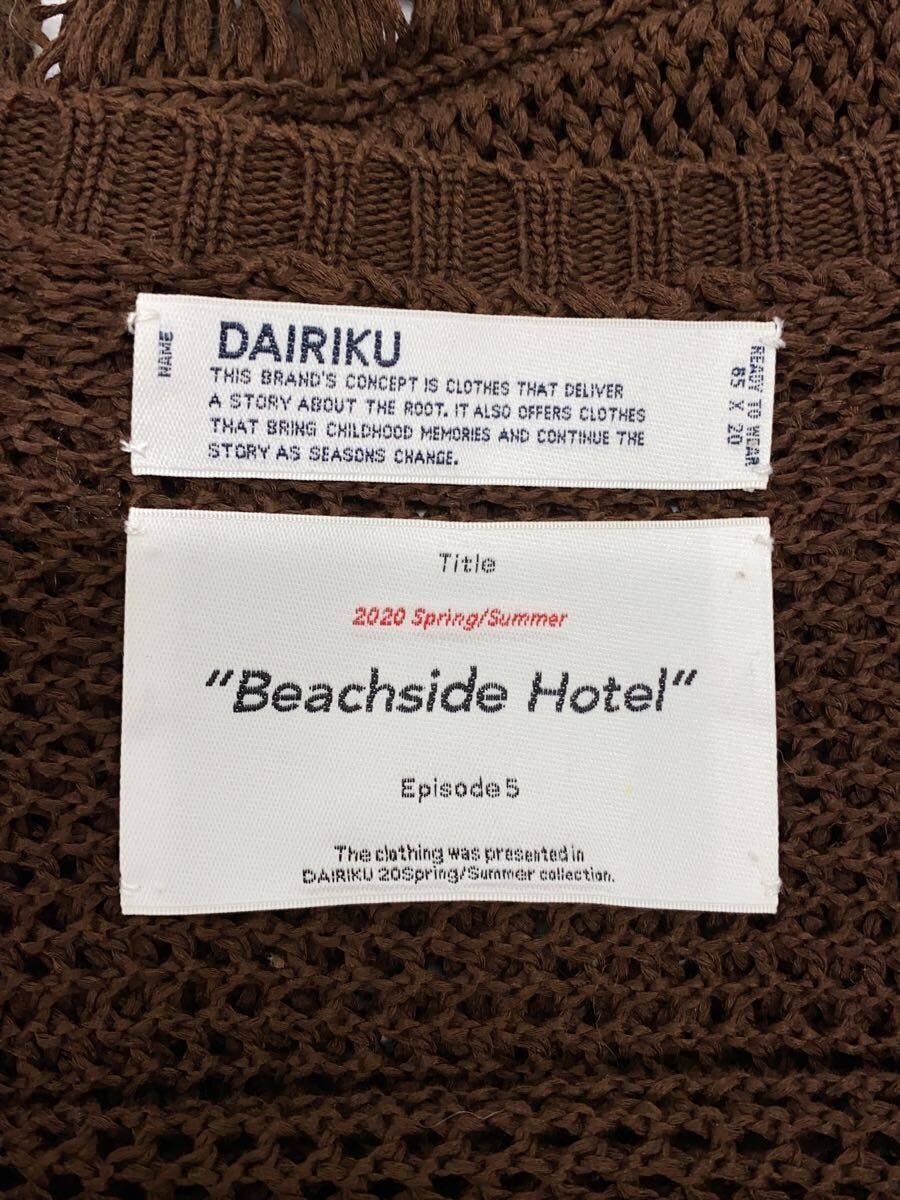 NAME
DAIRIKU
THIS BRAND'S CONCEPT IS CLOTHES THAT DELIVER
A STORY ABOUT THE ROOT. IT ALSO OFFERS CLOTHES
THAT BRING CHILDHOOD MEMORIES AND CONTINUE THE
STORY AS SEASONS CHANGE.
READY TO WEAR
85 X 20
Title
2020 Spring/Summer
"Beachside Hotel"
Episode 5
The clothing was presented in
DAIRIKU 20Spring/Summer collection.